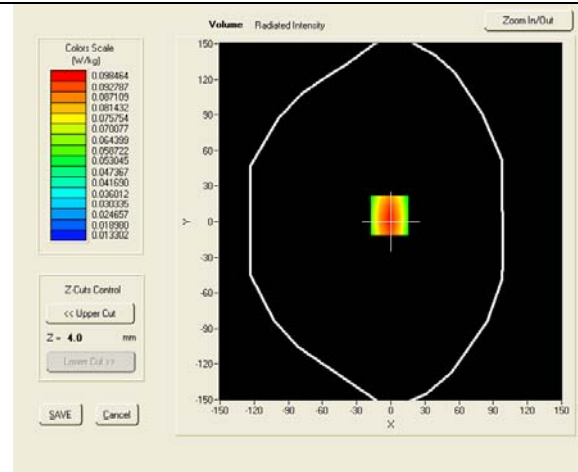 Volume Radiated Intensity
Zoom In/Out
Colors Scale
(W/kg)
0.098464
0.092787
0.087109
0.081432
0.075754
0.070077
0.064399
0.058722
0.053045
0.047367
0.041690
0.036012
0.030335
0.024657
0.018980
0.013302
Z-Cuts Control
<< Upper Cut
Z = 4.0 mm
Lower Cut >>
SAVE Cancel
150
120
90
60
30
0
-30
-60
-90
-120
-150
Y
-150 -120 -90 -60 -30 0 30 60 90 120 150
X